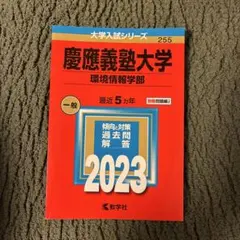 大学入試シリーズ
255
慶應義塾大学
環境情報学部
一般
最近5カ年
傾向と対策
過去問
解答
2023
教学社